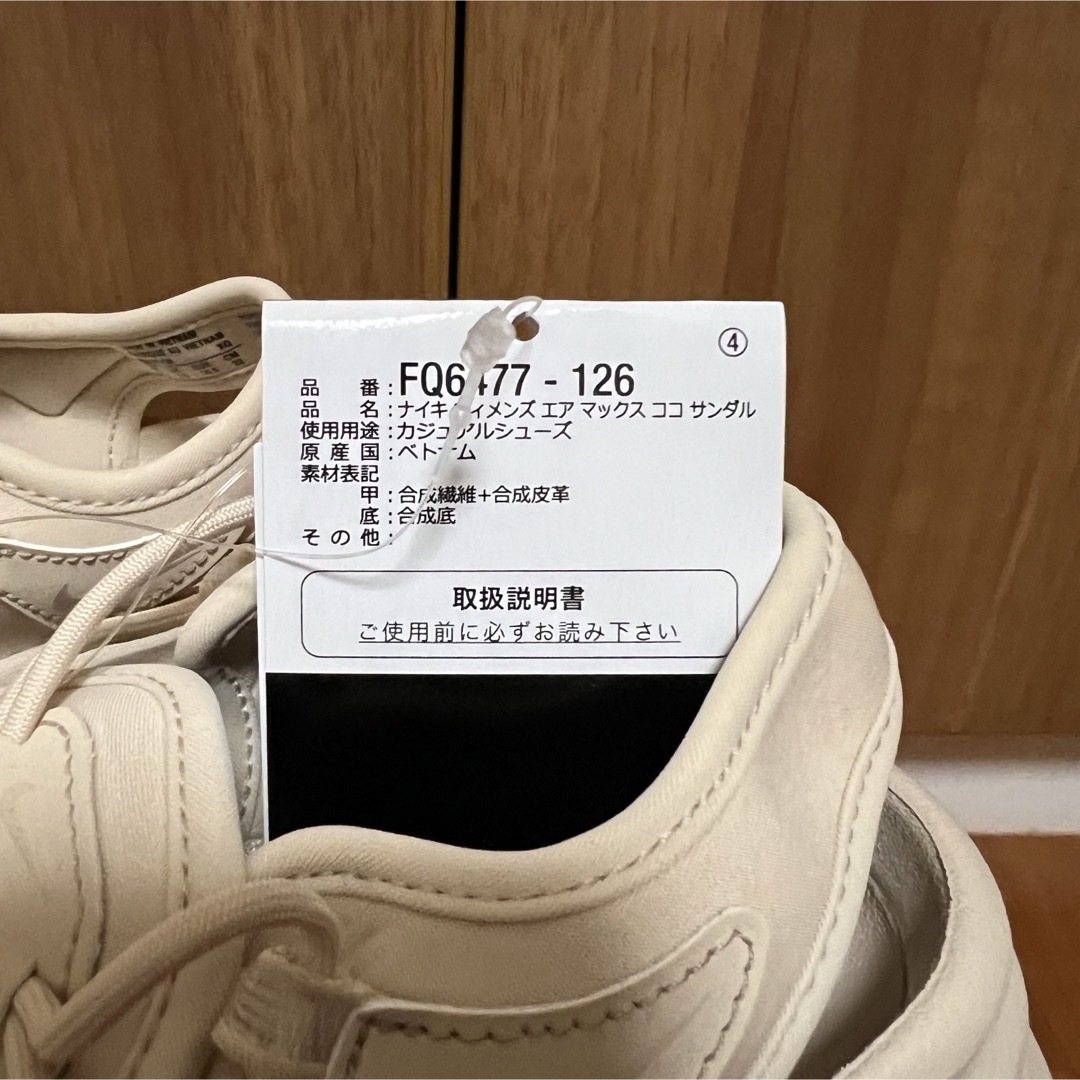 ④
品 番：FQ6477 - 126
品 名：ナイキ ウィメンズ エア マックス ココ サンダル
使用用途：カジュアルシューズ
原 産 国：ベトナム
素材表記
甲：合成繊維+合成皮革
底：合成底
そ の 他：
取扱説明書
ご使用前に必ずお読み下さい
VIETNAM
VIETNAM XO
CM